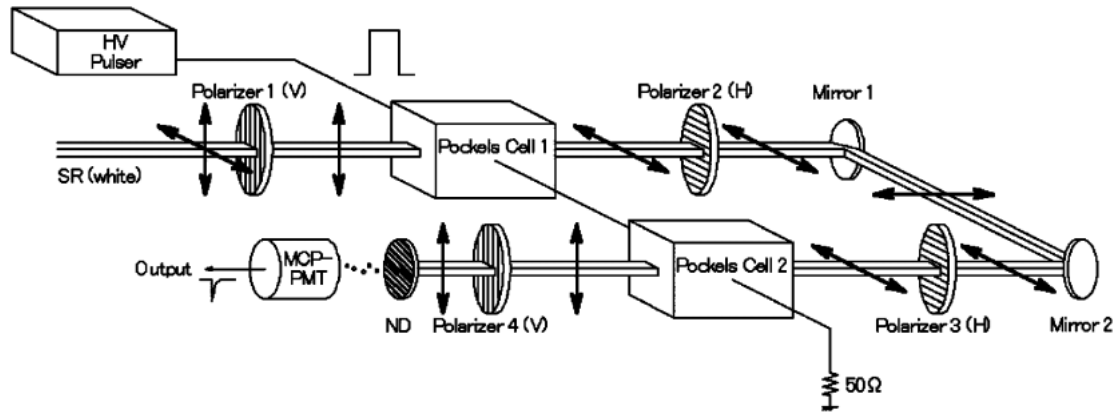 HV
Pulser
Polarizer 1 (V)
Polarizer 2 (H)
Mirror 1
Pockels Cell 1
SR (white)
Output
MCP-
PMT
Pockels Cell 2
ND
Polarizer 4 (V)
Polarizer 3 (H)
Mirror 2
50Ω